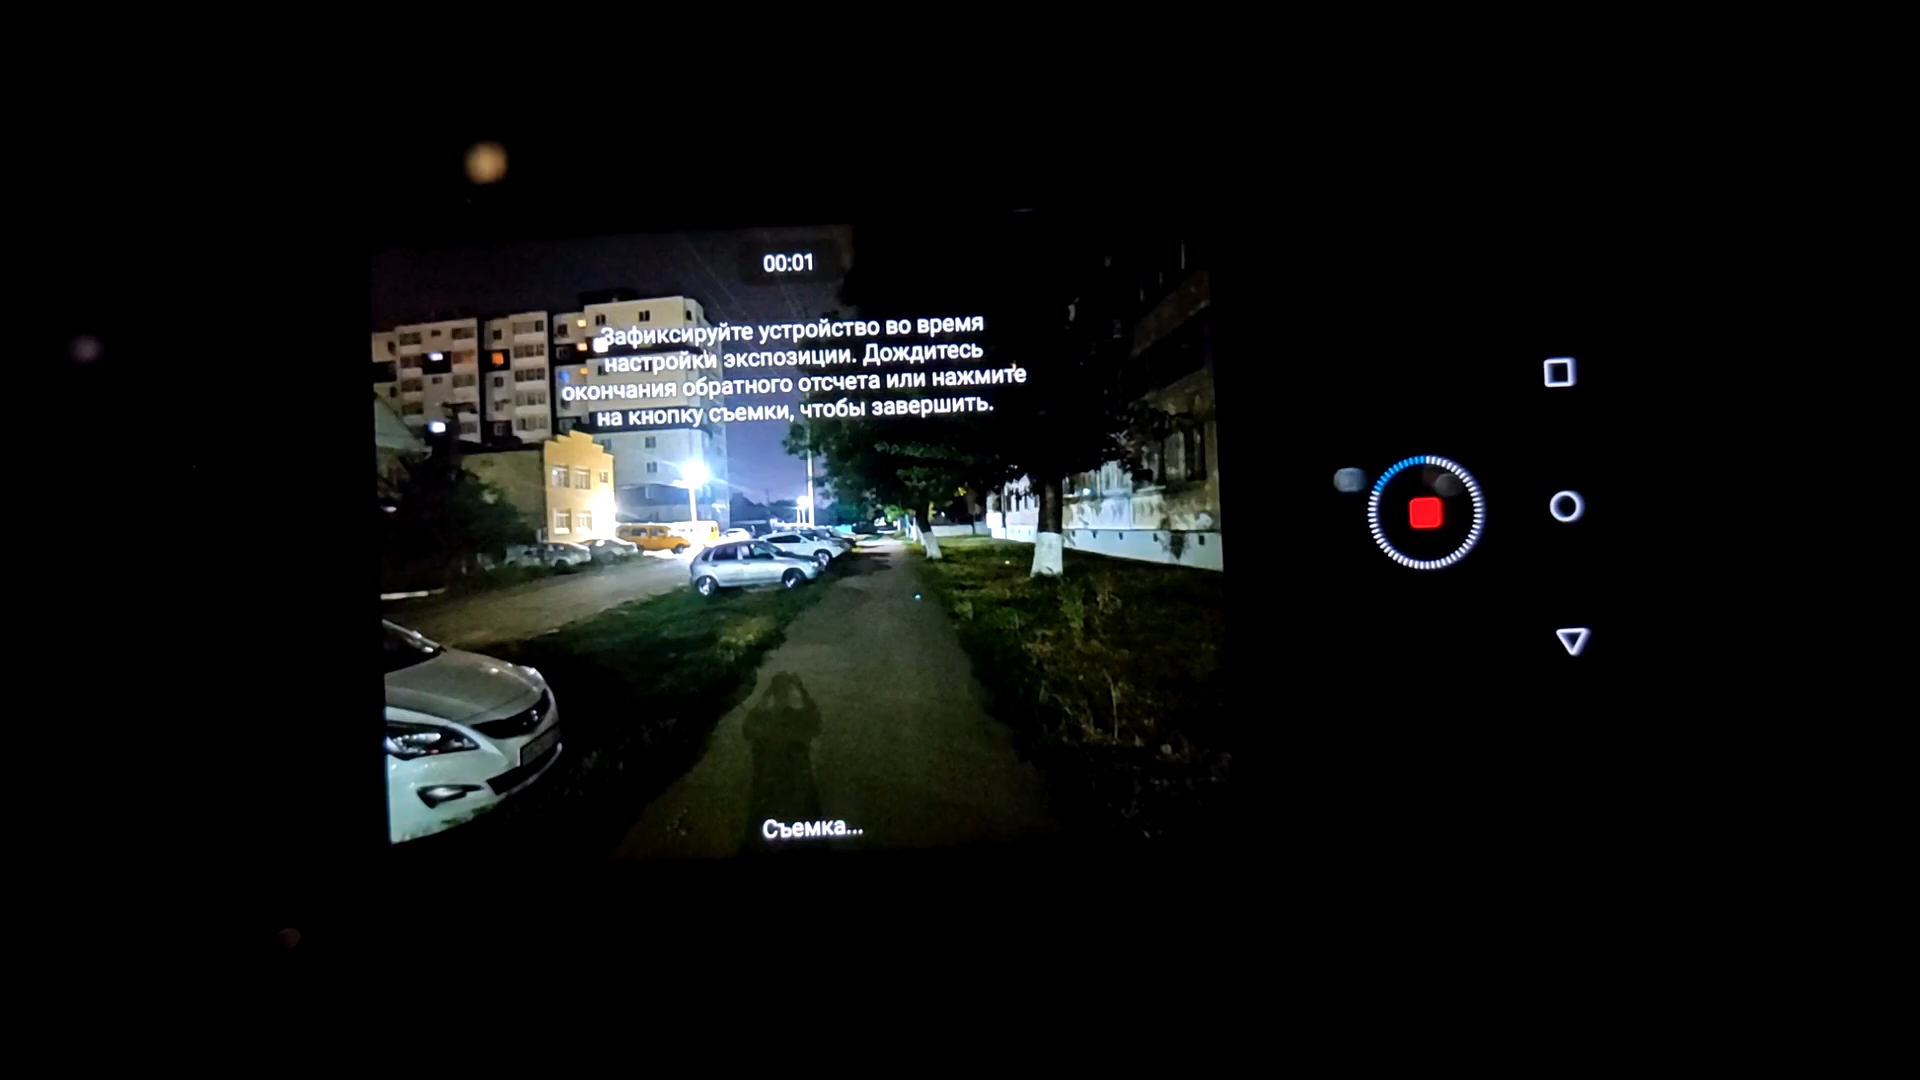 00:01
Зафиксируйте устройство во время
настройки экспозиции. Дождитесь
окончания обратного отсчета или нажмите
на кнопку съемки, чтобы завершить.
Съемка...